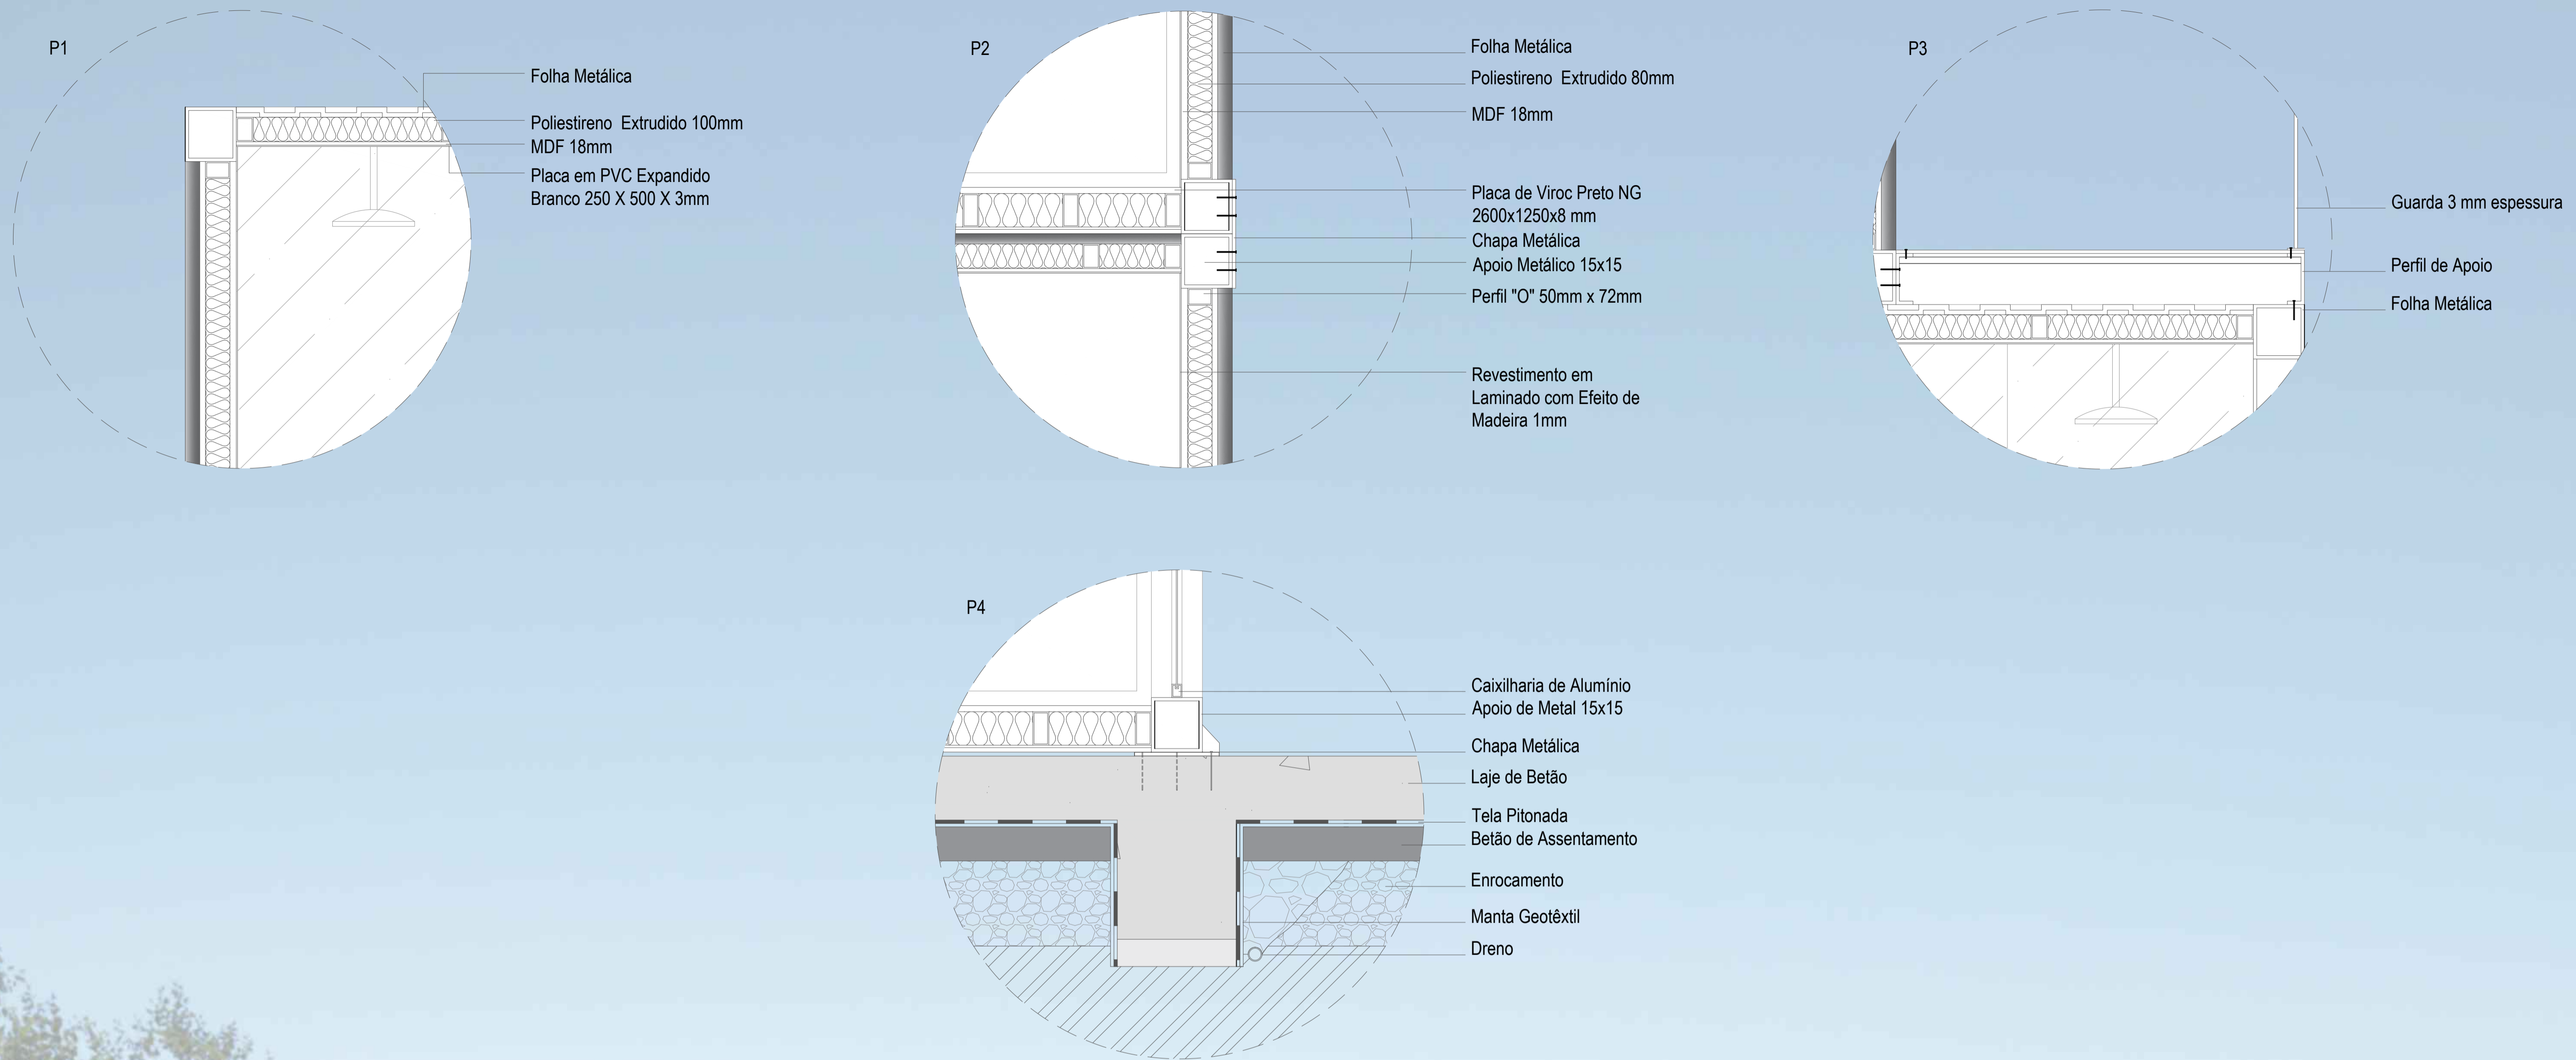 P1
Folha Metálica
Poliestireno Extrudido 100mm
MDF 18mm
Placa em PVC Expandido
Branco 250 X 500 X 3mm
P2
Folha Metálica
Poliestireno Extrudido 80mm
MDF 18mm
Placa de Viroc Preto NG
2600x1250x8 mm
Chapa Metálica
Apoio Metálico 15x15
Perfil "O" 50mm x 72mm
Revestimento em
Laminado com Efeito de
Madeira 1mm
P3
Guarda 3 mm espessura
Perfil de Apoio
Folha Metálica
P4
Caixilharia de Alumínio
Apoio de Metal 15x15
Chapa Metálica
Laje de Betão
Tela Pitonada
Betão de Assentamento
Enrocamento
Manta Geotêxtil
Dreno